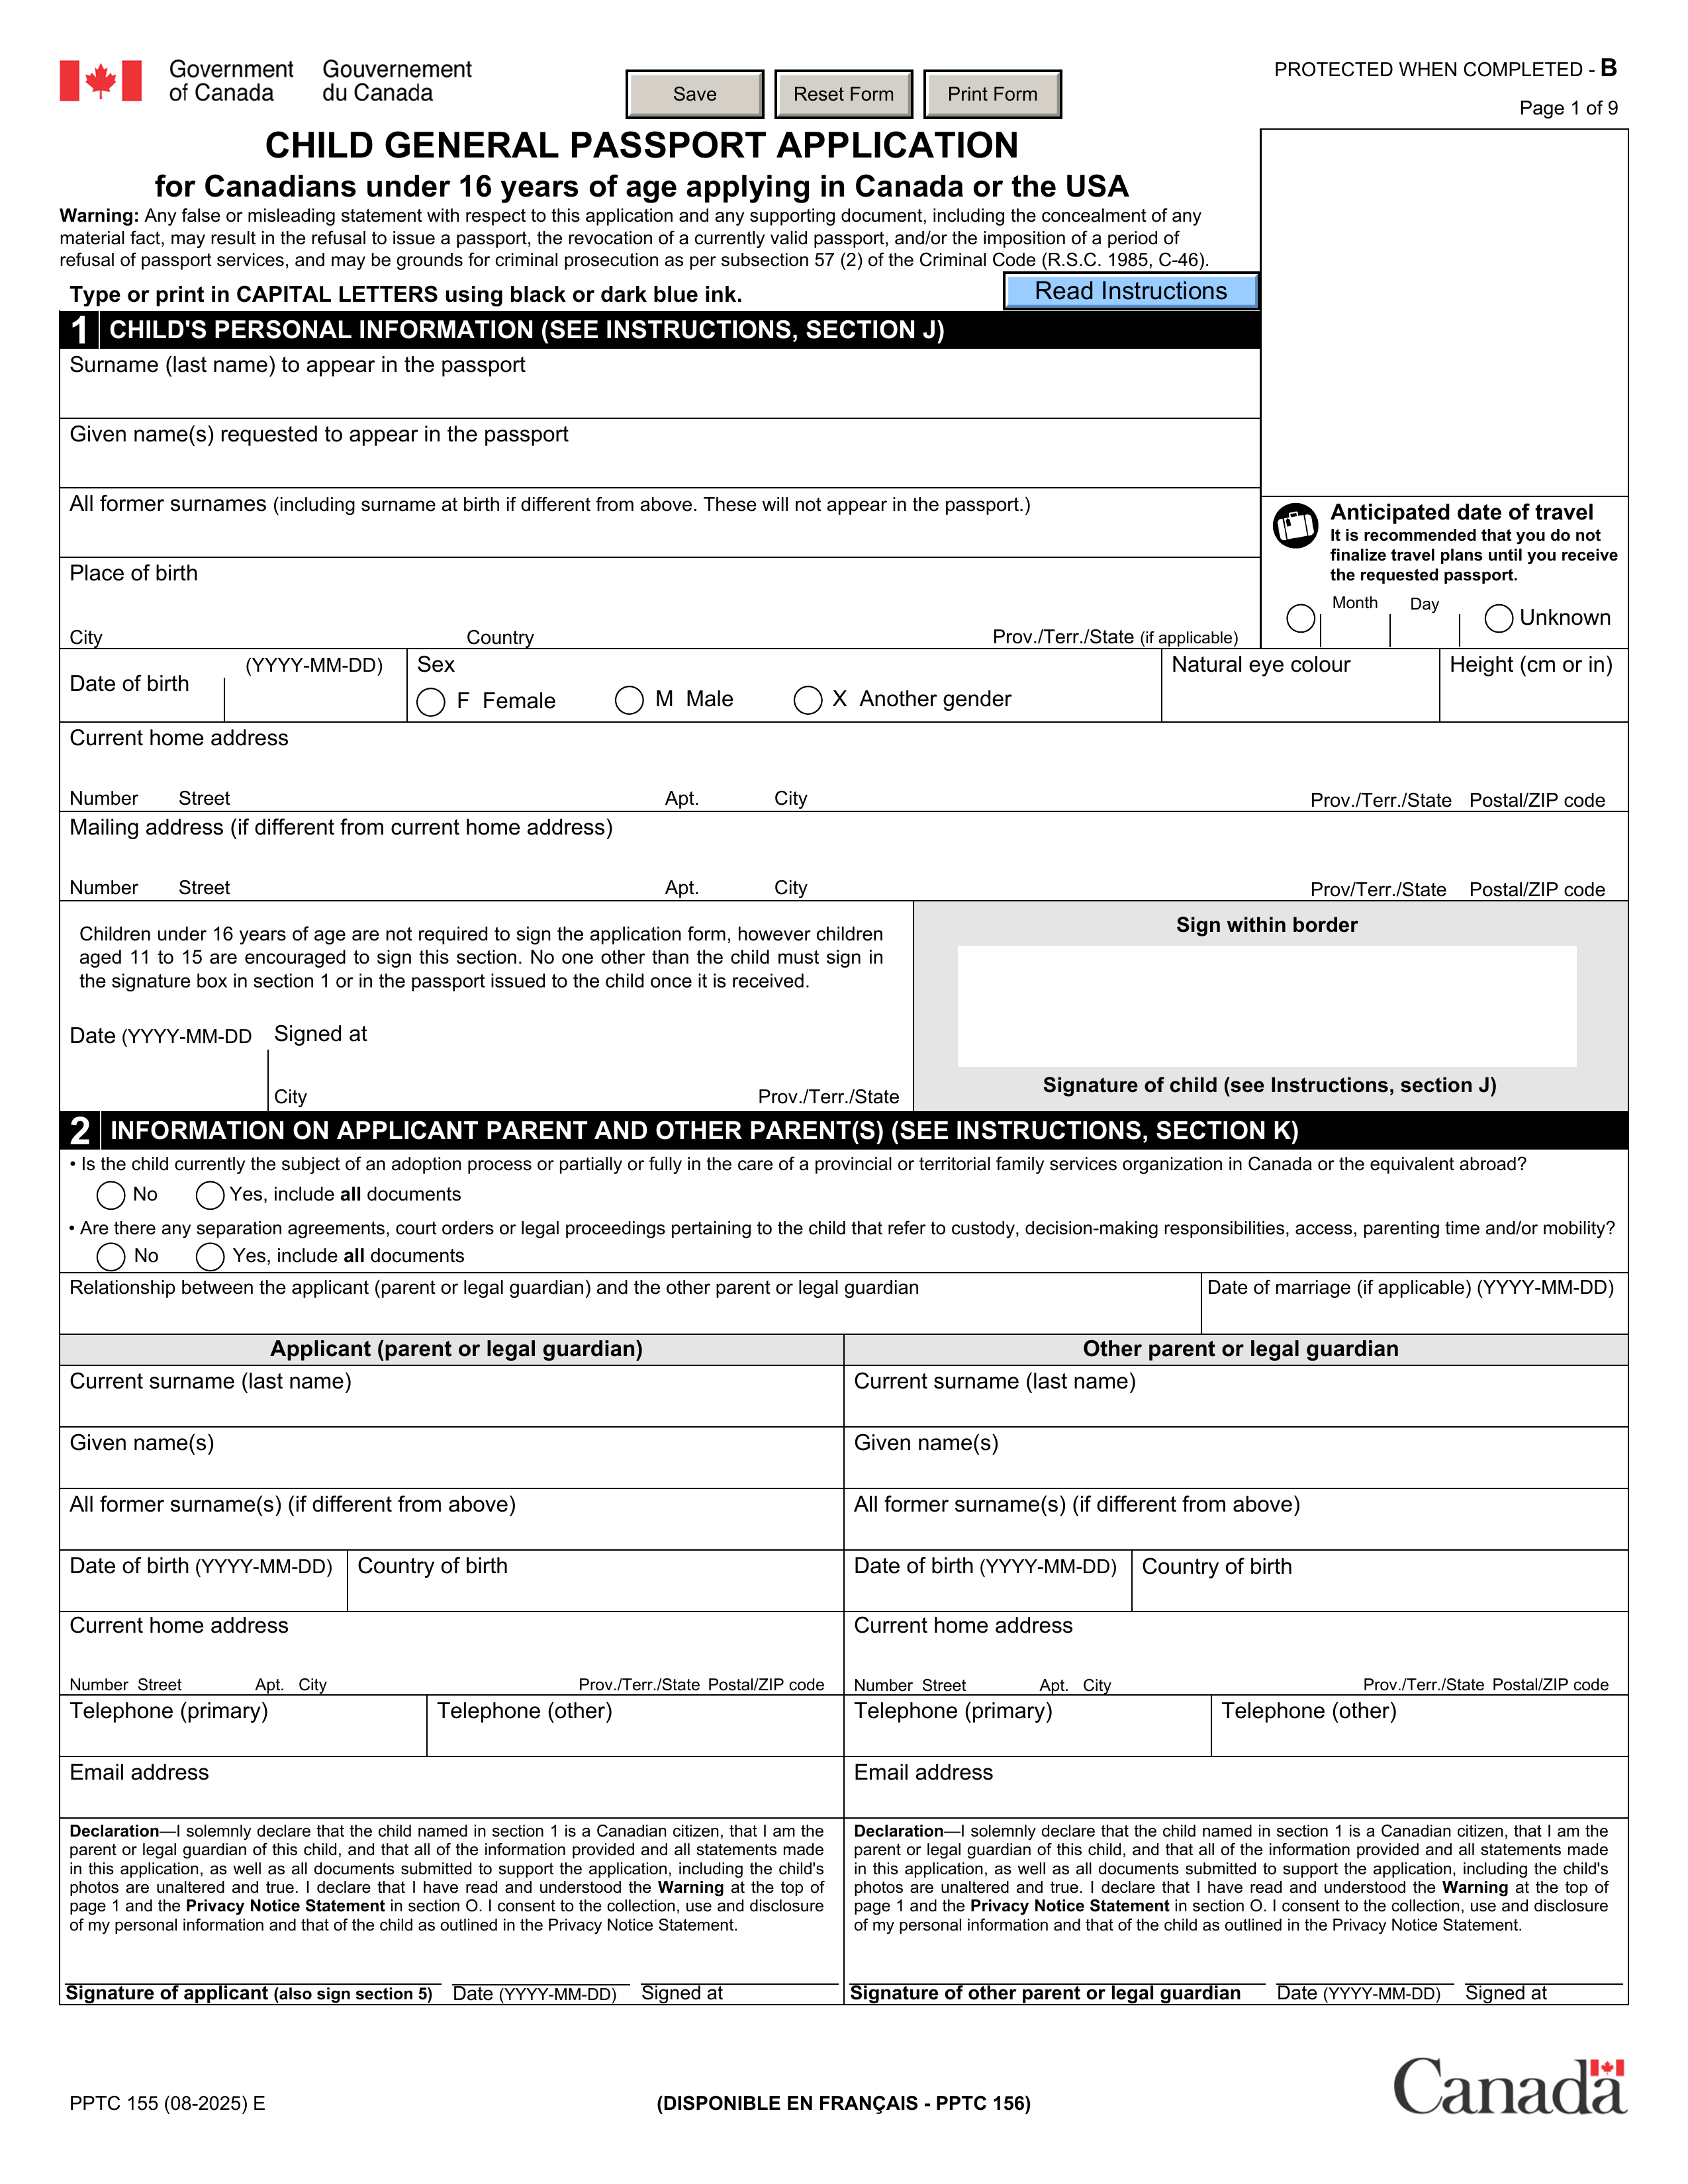 Government of Canada
Gouvernement du Canada
Save
Reset Form
Print Form
PROTECTED WHEN COMPLETED - B
Page 1 of 9
CHILD GENERAL PASSPORT APPLICATION
for Canadians under 16 years of age applying in Canada or the USA
Warning: Any false or misleading statement with respect to this application and any supporting document, including the concealment of any
material fact, may result in the refusal to issue a passport, the revocation of a currently valid passport, and/or the imposition of a period of
refusal of passport services, and may be grounds for criminal prosecution as per subsection 57 (2) of the Criminal Code (R.S.C. 1985, C-46).
Type or print in CAPITAL LETTERS using black or dark blue ink.
Read Instructions
1 CHILD'S PERSONAL INFORMATION (SEE INSTRUCTIONS, SECTION J)
Surname (last name) to appear in the passport
Given name(s) requested to appear in the passport
All former surnames (including surname at birth if different from above. These will not appear in the passport.)
Place of birth
City Country Prov./Terr./State (if applicable)
Anticipated date of travel
It is recommended that you do not
finalize travel plans until you receive
the requested passport.
Month Day Unknown
Date of birth (YYYY-MM-DD)
Sex
F Female M Male X Another gender
Natural eye colour
Height (cm or in)
Current home address
Number Street Apt. City Prov./Terr./State Postal/ZIP code
Mailing address (if different from current home address)
Number Street Apt. City Prov/Terr./State Postal/ZIP code
Children under 16 years of age are not required to sign the application form, however children
aged 11 to 15 are encouraged to sign this section. No one other than the child must sign in
the signature box in section 1 or in the passport issued to the child once it is received.
Date (YYYY-MM-DD Signed at
City Prov./Terr./State
Sign within border
Signature of child (see Instructions, section J)
2 INFORMATION ON APPLICANT PARENT AND OTHER PARENT(S) (SEE INSTRUCTIONS, SECTION K)
• Is the child currently the subject of an adoption process or partially or fully in the care of a provincial or territorial family services organization in Canada or the equivalent abroad?
No Yes, include all documents
• Are there any separation agreements, court orders or legal proceedings pertaining to the child that refer to custody, decision-making responsibilities, access, parenting time and/or mobility?
No Yes, include all documents
Relationship between the applicant (parent or legal guardian) and the other parent or legal guardian
Date of marriage (if applicable) (YYYY-MM-DD)
Applicant (parent or legal guardian)
Current surname (last name)
Given name(s)
All former surname(s) (if different from above)
Date of birth (YYYY-MM-DD) Country of birth
Current home address
Number Street Apt. City Prov./Terr./State Postal/ZIP code
Telephone (primary) Telephone (other)
Email address
Declaration—I solemnly declare that the child named in section 1 is a Canadian citizen, that I am the
parent or legal guardian of this child, and that all of the information provided and all statements made
in this application, as well as all documents submitted to support the application, including the child's
photos are unaltered and true. I declare that I have read and understood the Warning at the top of
page 1 and the Privacy Notice Statement in section O. I consent to the collection, use and disclosure
of my personal information and that of the child as outlined in the Privacy Notice Statement.
Signature of applicant (also sign section 5) Date (YYYY-MM-DD) Signed at
Other parent or legal guardian
Current surname (last name)
Given name(s)
All former surname(s) (if different from above)
Date of birth (YYYY-MM-DD) Country of birth
Current home address
Number Street Apt. City Prov./Terr./State Postal/ZIP code
Telephone (primary) Telephone (other)
Email address
Declaration—I solemnly declare that the child named in section 1 is a Canadian citizen, that I am the
parent or legal guardian of this child, and that all of the information provided and all statements made
in this application, as well as all documents submitted to support the application, including the child's
photos are unaltered and true. I declare that I have read and understood the Warning at the top of
page 1 and the Privacy Notice Statement in section O. I consent to the collection, use and disclosure
of my personal information and that of the child as outlined in the Privacy Notice Statement.
Signature of other parent or legal guardian Date (YYYY-MM-DD) Signed at
PPTC 155 (08-2025) E
(DISPONIBLE EN FRANÇAIS - PPTC 156)
Canada